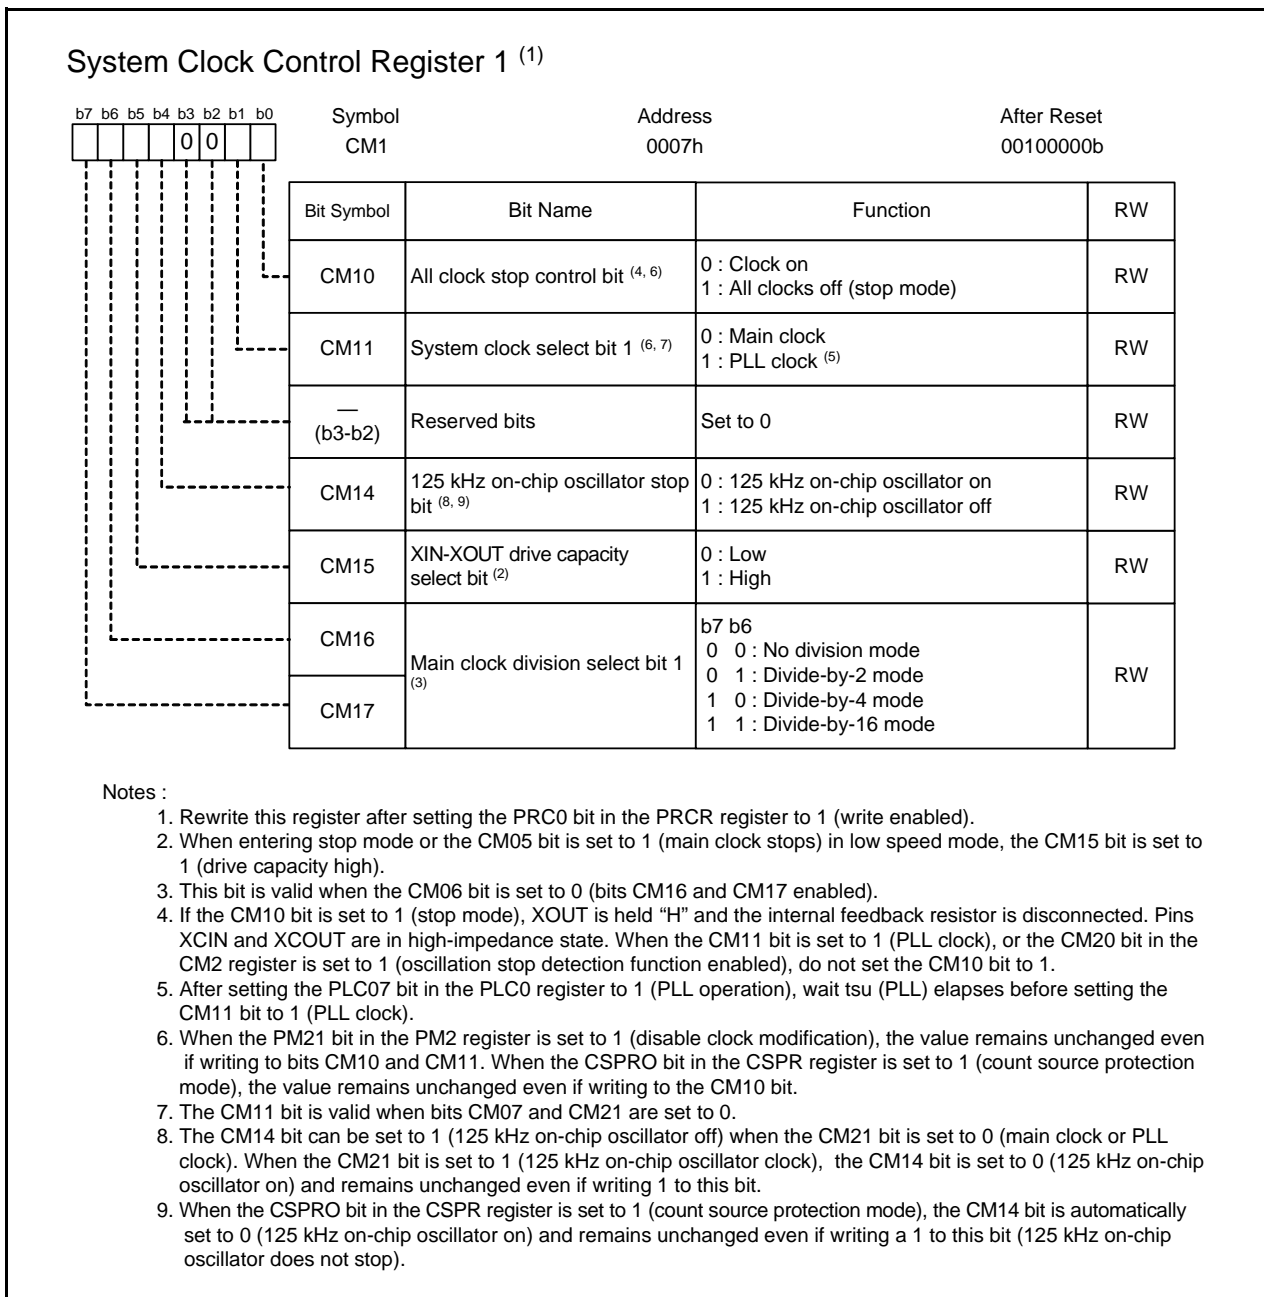 System Clock Control Register 1 (1)
b7 b6 b5 b4 b3 b2 b1 b0
Symbol Address After Reset
0 0
CM1 0007h 00100000b
Bit Symbol Bit Name Function RW
CM10 All clock stop control bit (4, 6) 0 : Clock on
1 : All clocks off (stop mode) RW
CM11 System clock select bit 1 (6, 7) 0 : Main clock
1 : PLL clock (5) RW
—
(b3-b2) Reserved bits Set to 0 RW
CM14 125 kHz on-chip oscillator stop
bit (8, 9) 0 : 125 kHz on-chip oscillator on
1 : 125 kHz on-chip oscillator off RW
CM15 XIN-XOUT drive capacity
select bit (2) 0 : Low
1 : High RW
CM16
CM17
Main clock division select bit 1
(3)
b7 b6
0 0 : No division mode
0 1 : Divide-by-2 mode
1 0 : Divide-by-4 mode
1 1 : Divide-by-16 mode
RW
Notes :
1. Rewrite this register after setting the PRC0 bit in the PRCR register to 1 (write enabled).
2. When entering stop mode or the CM05 bit is set to 1 (main clock stops) in low speed mode, the CM15 bit is set to
1 (drive capacity high).
3. This bit is valid when the CM06 bit is set to 0 (bits CM16 and CM17 enabled).
4. If the CM10 bit is set to 1 (stop mode), XOUT is held “H” and the internal feedback resistor is disconnected. Pins
XCIN and XCOUT are in high-impedance state. When the CM11 bit is set to 1 (PLL clock), or the CM20 bit in the
CM2 register is set to 1 (oscillation stop detection function enabled), do not set the CM10 bit to 1.
5. After setting the PLC07 bit in the PLC0 register to 1 (PLL operation), wait tsu (PLL) elapses before setting the
CM11 bit to 1 (PLL clock).
6. When the PM21 bit in the PM2 register is set to 1 (disable clock modification), the value remains unchanged even
if writing to bits CM10 and CM11. When the CSPRO bit in the CSPR register is set to 1 (count source protection
mode), the value remains unchanged even if writing to the CM10 bit.
7. The CM11 bit is valid when bits CM07 and CM21 are set to 0.
8. The CM14 bit can be set to 1 (125 kHz on-chip oscillator off) when the CM21 bit is set to 0 (main clock or PLL
clock). When the CM21 bit is set to 1 (125 kHz on-chip oscillator clock), the CM14 bit is set to 0 (125 kHz on-chip
oscillator on) and remains unchanged even if writing 1 to this bit.
9. When the CSPRO bit in the CSPR register is set to 1 (count source protection mode), the CM14 bit is automatically
set to 0 (125 kHz on-chip oscillator on) and remains unchanged even if writing a 1 to this bit (125 kHz on-chip
oscillator does not stop).